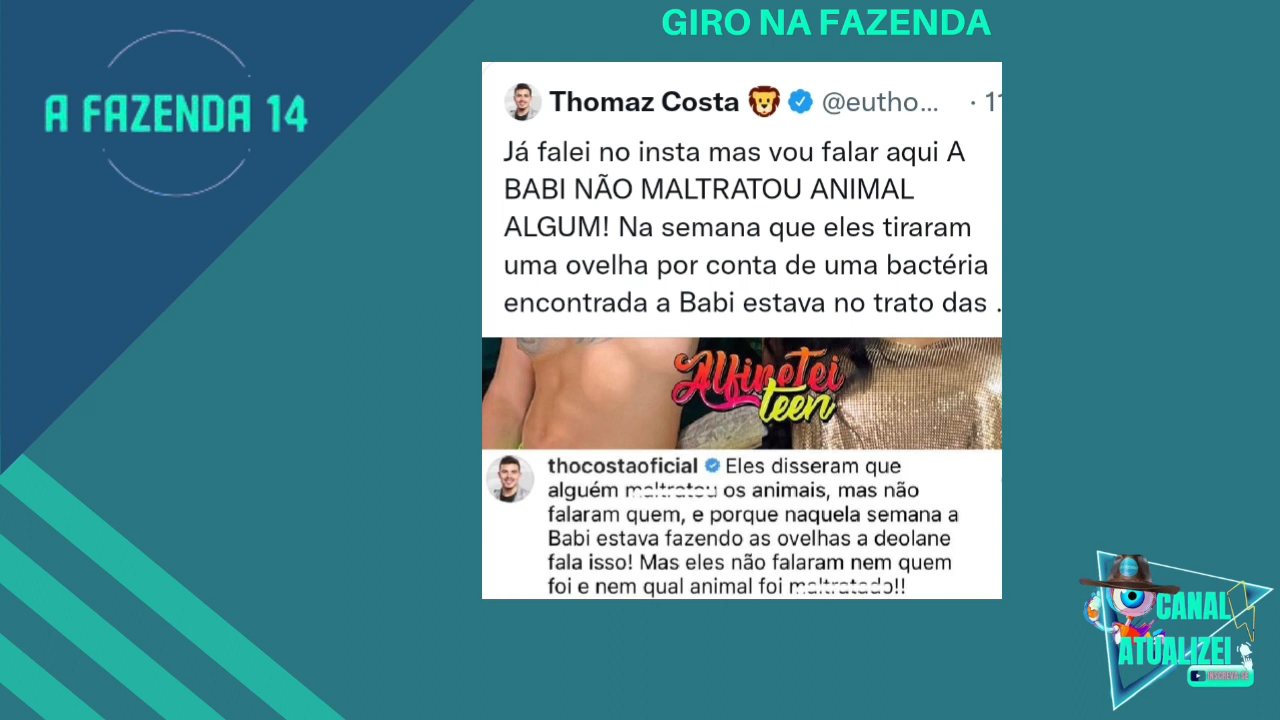 GIRO NA FAZENDA
A FAZENDA 14
Thomaz Costa 🦁 @eutho... · 11
Já falei no insta mas vou falar aqui A
BABI NÃO MALTRATOU ANIMAL
ALGUM! Na semana que eles tiraram
uma ovelha por conta de uma bactéria
encontrada a Babi estava no trato das .
Alfinetei
teen
thocostaoficial Eles disseram que
alguém maltratou os animais, mas não
falaram quem, e porque naquela semana a
Babi estava fazendo as ovelhas a deolane
fala isso! Mas eles não falaram nem quem
foi e nem qual animal foi maltratado!!
CANAL
ATUALIZEI
INSCREVA-SE